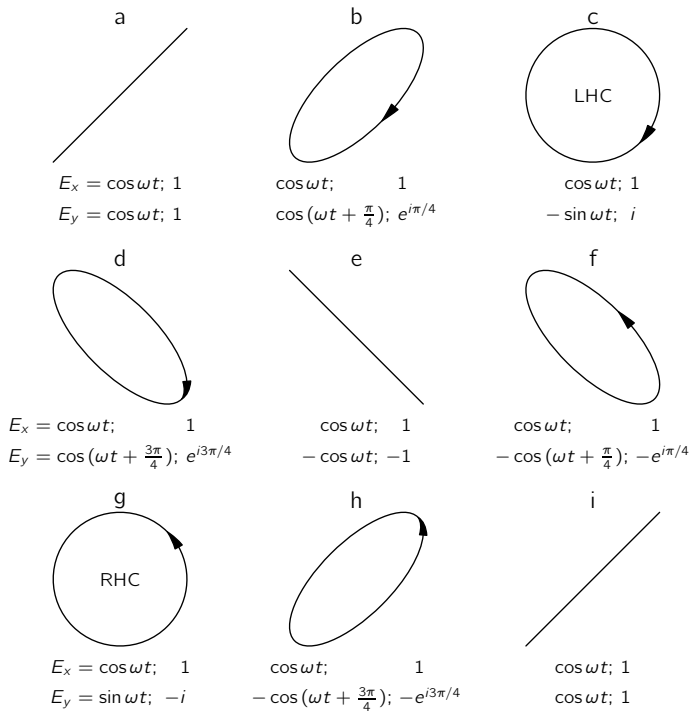 a b c
LHC
E_x = cos ωt; 1 cos ωt; 1 cos ωt; 1
E_y = cos ωt; 1 cos (ωt + π/4); e^{iπ/4} − sin ωt; i
d e f
E_x = cos ωt; 1 cos ωt; 1 cos ωt; 1
E_y = cos (ωt + 3π/4); e^{i3π/4} − cos ωt; −1 − cos (ωt + π/4); −e^{iπ/4}
g h i
RHC
E_x = cos ωt; 1 cos ωt; 1 cos ωt; 1
E_y = sin ωt; −i − cos (ωt + 3π/4); −e^{i3π/4} cos ωt; 1